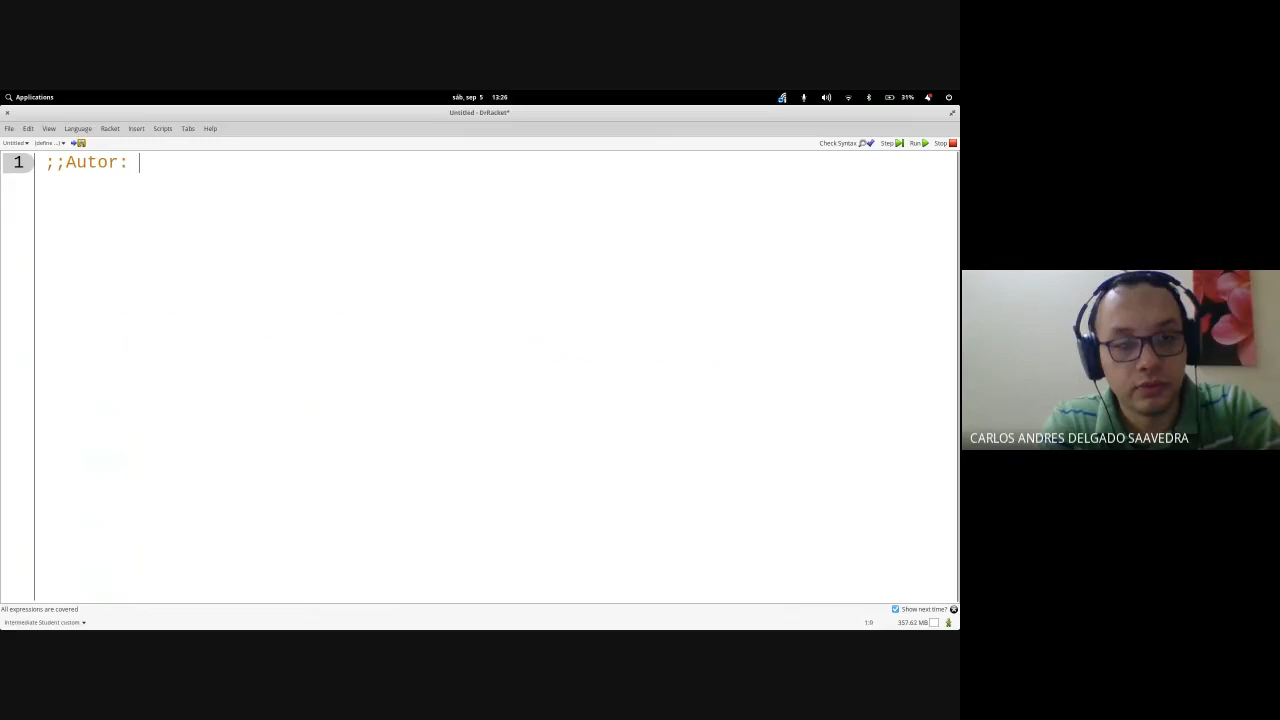 Applications
sáb, sep 5 13:26
31%
Untitled - DrRacket*
File Edit View Language Racket Insert Scripts Tabs Help
Untitled (define ...) Check Syntax Step Run Stop
1 ;;Autor:
CARLOS ANDRES DELGADO SAAVEDRA
All expressions are covered
Show next time?
Intermediate Student custom
1:9
357.62 MB